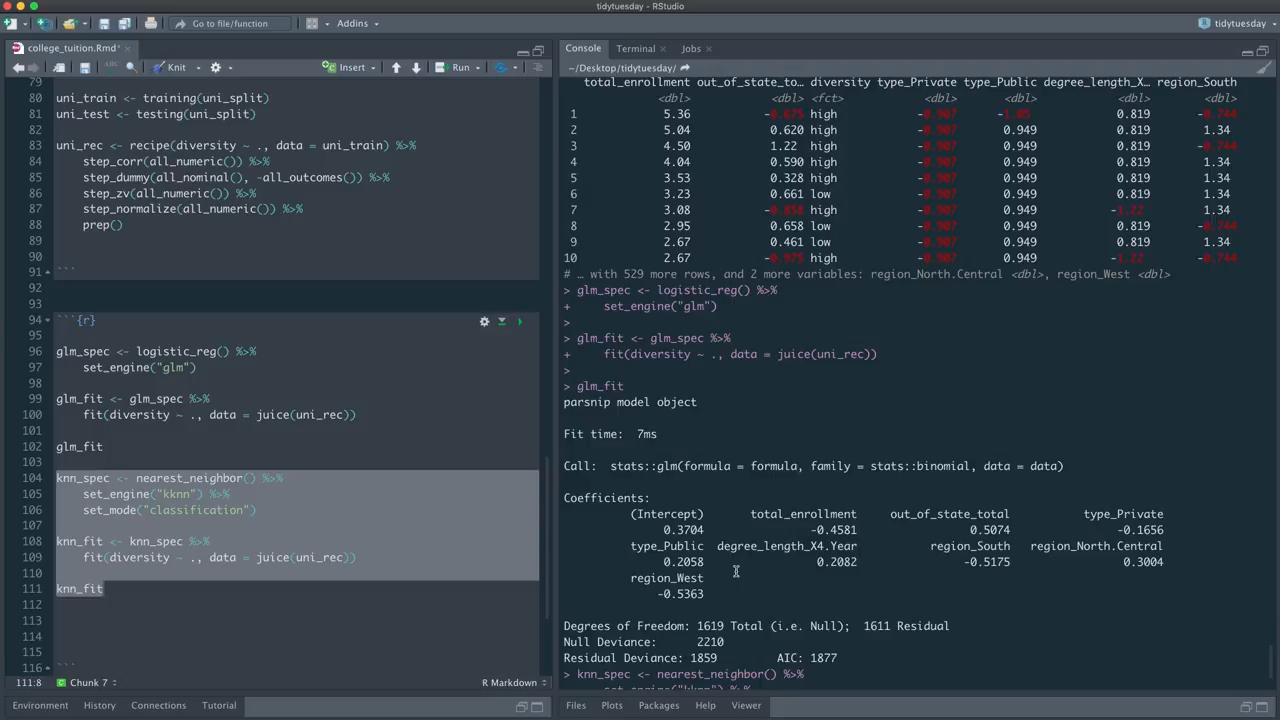 tidytuesday - RStudio
Go to file/function
Addins
tidytuesday
college_tuition.Rmd*
Knit
Insert
Run
79
80 uni_train <- training(uni_split)
81 uni_test <- testing(uni_split)
82
83 uni_rec <- recipe(diversity ~ ., data = uni_train) %>%
84 step_corr(all_numeric()) %>%
85 step_dummy(all_nominal(), -all_outcomes()) %>%
86 step_zv(all_numeric()) %>%
87 step_normalize(all_numeric()) %>%
88 prep()
89
90
91 ```
92
93
94 ```{r}
95
96 glm_spec <- logistic_reg() %>%
97 set_engine("glm")
98
99 glm_fit <- glm_spec %>%
100 fit(diversity ~ ., data = juice(uni_rec))
101
102 glm_fit
103
104 knn_spec <- nearest_neighbor() %>%
105 set_engine("kknn") %>%
106 set_mode("classification")
107
108 knn_fit <- knn_spec %>%
109 fit(diversity ~ ., data = juice(uni_rec))
110
111 knn_fit
112
113
114
115
116 ```
111:8 Chunk 7 R Markdown
Environment History Connections Tutorial
Console Terminal Jobs
~/Desktop/tidytuesday/
total_enrollment out_of_state_to… diversity type_Private type_Public degree_length_X… region_South
<dbl> <dbl> <fct> <dbl> <dbl> <dbl> <dbl>
1 5.36 -0.675 high -0.907 -1.05 0.819 -0.744
2 5.04 0.620 high -0.907 0.949 0.819 1.34
3 4.50 1.22 high -0.907 0.949 0.819 -0.744
4 4.04 0.590 high -0.907 0.949 0.819 1.34
5 3.53 0.328 high -0.907 0.949 0.819 1.34
6 3.23 0.661 low -0.907 0.949 0.819 1.34
7 3.08 -0.858 high -0.907 0.949 -1.22 1.34
8 2.95 0.658 low -0.907 0.949 0.819 -0.744
9 2.67 0.461 low -0.907 0.949 0.819 1.34
10 2.67 -0.975 high -0.907 0.949 -1.22 -0.744
# … with 529 more rows, and 2 more variables: region_North.Central <dbl>, region_West <dbl>
> glm_spec <- logistic_reg() %>%
+ set_engine("glm")
>
> glm_fit <- glm_spec %>%
+ fit(diversity ~ ., data = juice(uni_rec))
>
> glm_fit
parsnip model object
Fit time: 7ms
Call: stats::glm(formula = formula, family = stats::binomial, data = data)
Coefficients:
(Intercept) total_enrollment out_of_state_total type_Private
0.3704 -0.4581 0.5074 -0.1656
type_Public degree_length_X4.Year region_South region_North.Central
0.2058 0.2082 -0.5175 0.3004
region_West
-0.5363
Degrees of Freedom: 1619 Total (i.e. Null); 1611 Residual
Null Deviance: 2210
Residual Deviance: 1859 AIC: 1877
> knn_spec <- nearest_neighbor() %>%
set_engine("kknn") %>%
Files Plots Packages Help Viewer